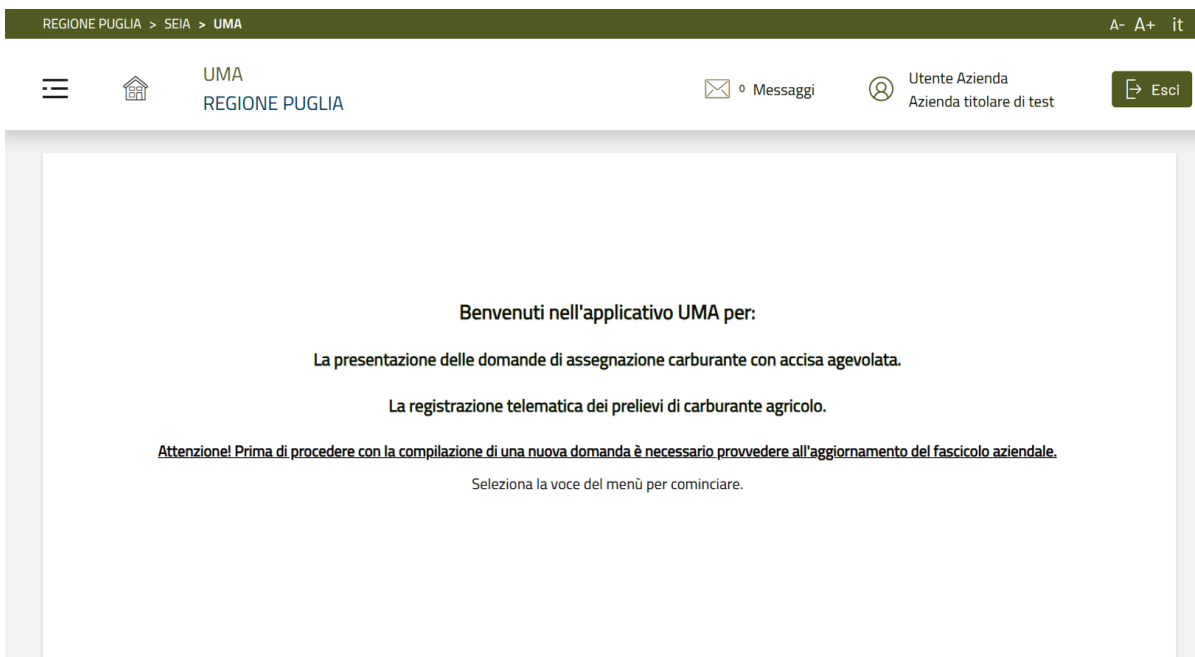 REGIONE PUGLIA > SEIA > UMA
A- A+ it
UMA
REGIONE PUGLIA
0 Messaggi
Utente Azienda
Azienda titolare di test
Esci
Benvenuti nell'applicativo UMA per:
La presentazione delle domande di assegnazione carburante con accisa agevolata.
La registrazione telematica dei prelievi di carburante agricolo.
Attenzione! Prima di procedere con la compilazione di una nuova domanda è necessario provvedere all'aggiornamento del fascicolo aziendale.
Seleziona la voce del menù per cominciare.